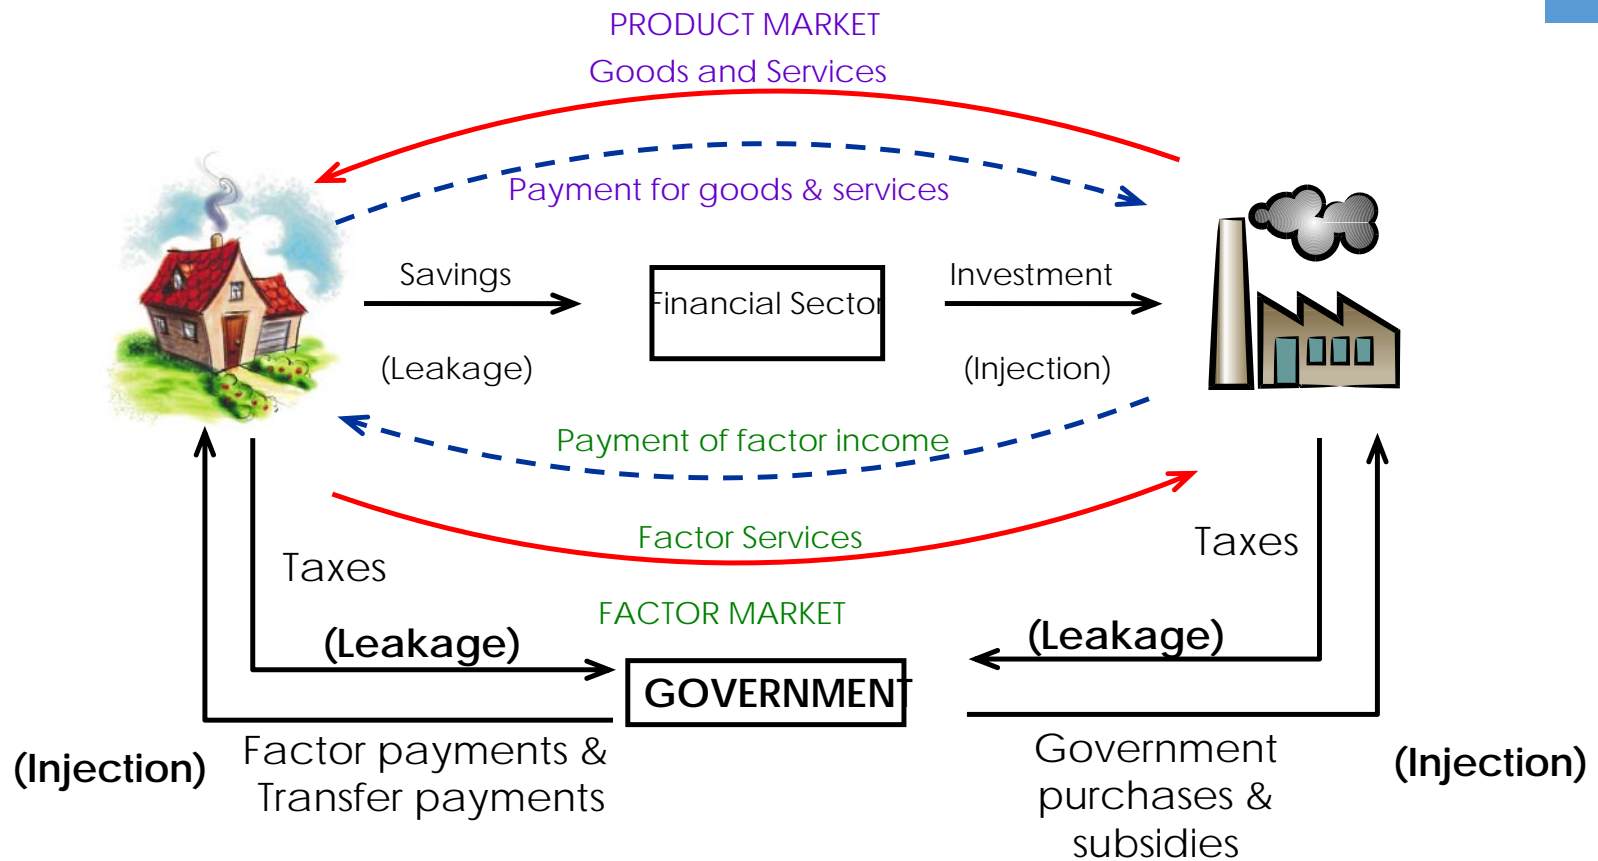 PRODUCT MARKET
Goods and Services
Payment for goods & services
Savings
Financial Sector
Investment
(Leakage)
(Injection)
Payment of factor income
Factor Services
Taxes
Taxes
FACTOR MARKET
(Leakage)
(Leakage)
GOVERNMENT
(Injection)
Factor payments &
Transfer payments
Government
purchases &
subsidies
(Injection)